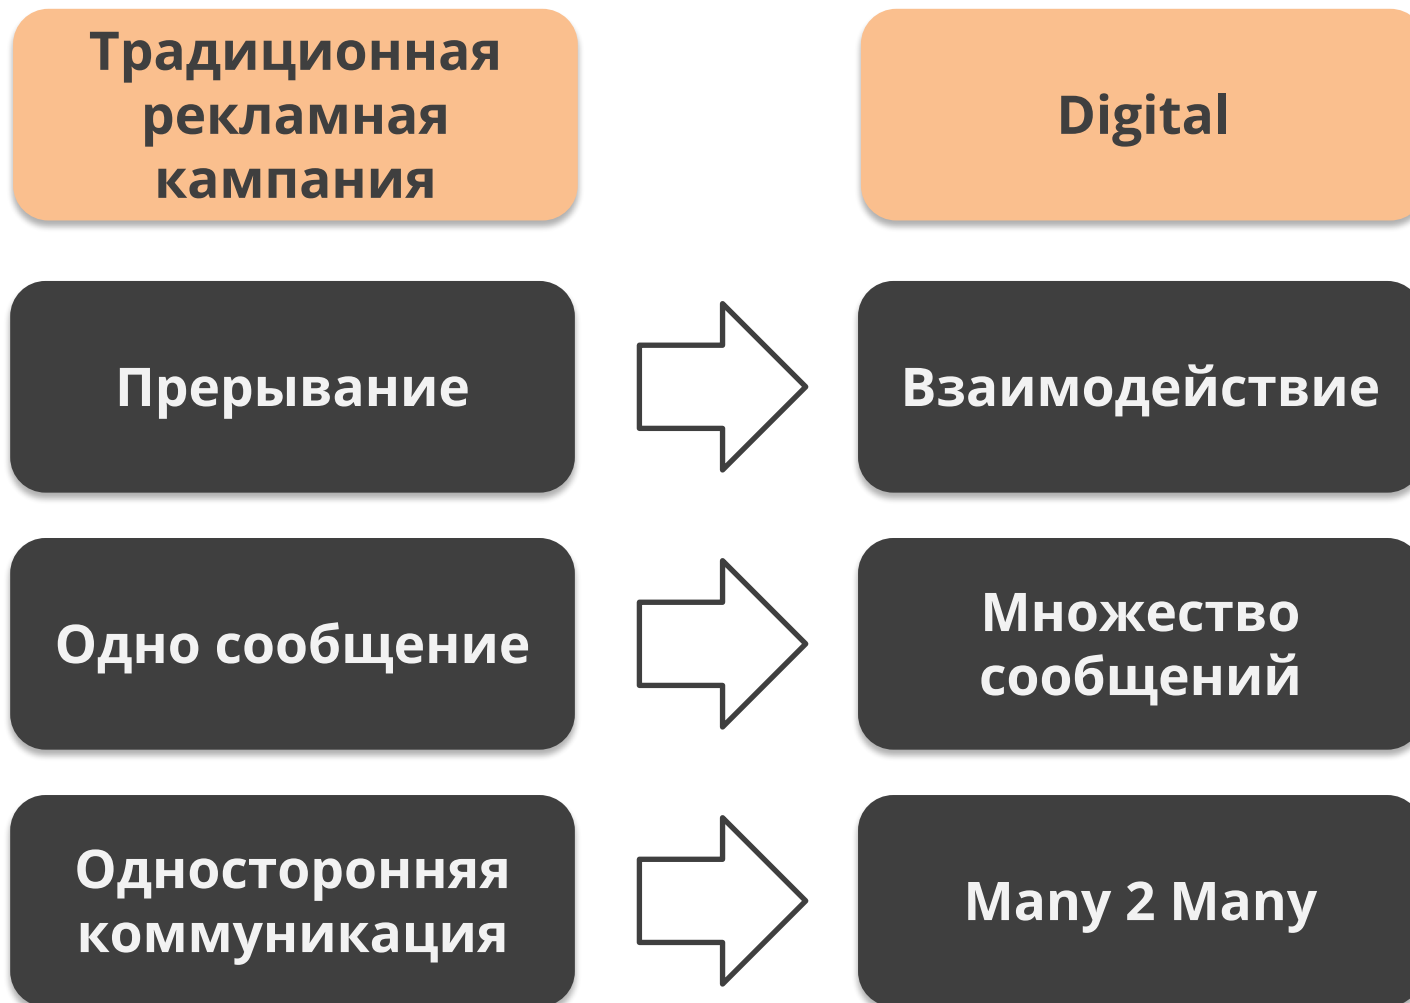 Традиционная
рекламная
кампания
Digital
Прерывание
Взаимодействие
Одно сообщение
Множество
сообщений
Односторонняя
коммуникация
Many 2 Many